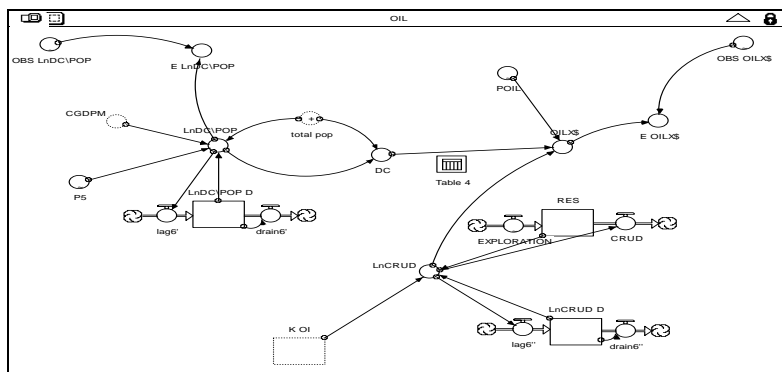 OIL
OBS LnDC\POP
E LnDC\POP
OBS OILX$
POIL
CGDPM
LnDC\POP
total pop
OILX$
E OILX$
DC
Table 4
P5
LnDC\POP D
lag6'
drain6'
RES
EXPLORATION
CRUD
LnCRUD
K OI
LnCRUD D
lag6"
drain6"